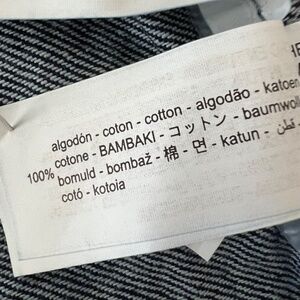 algodón - coton - cotton - algodão - katoen
cotone - BAMBAKI - コットン - baumwo
100% bomuld - bombaž - 棉 - 면 - katun - قطن
cotó - kotoia